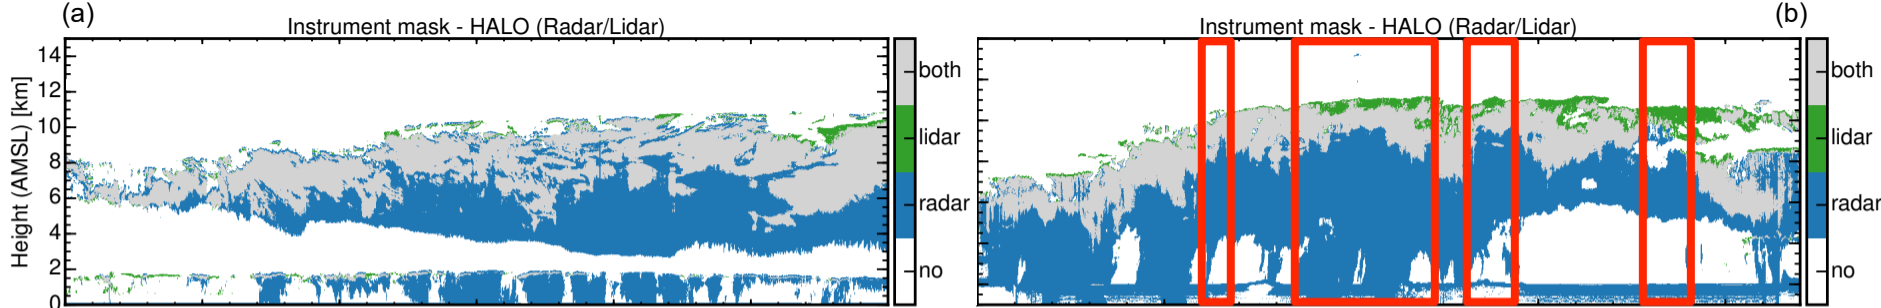 (a)
Instrument mask - HALO (Radar/Lidar)
Height (AMSL) [km]
14
12
10
8
6
4
2
0
both
lidar
radar
no
(b)
Instrument mask - HALO (Radar/Lidar)
both
lidar
radar
no